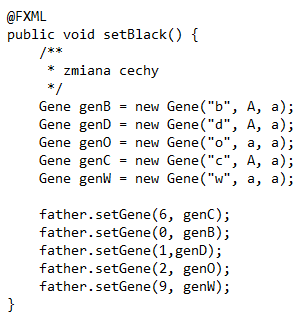 @FXML
public void setBlack() {
/**
* zmiana cechy
*/
Gene genB = new Gene("b", A, a);
Gene genD = new Gene("d", A, a);
Gene genO = new Gene("o", a, a);
Gene genC = new Gene("c", A, a);
Gene genW = new Gene("w", a, a);
father.setGene(6, genC);
father.setGene(0, genB);
father.setGene(1,genD);
father.setGene(2, genO);
father.setGene(9, genW);
}